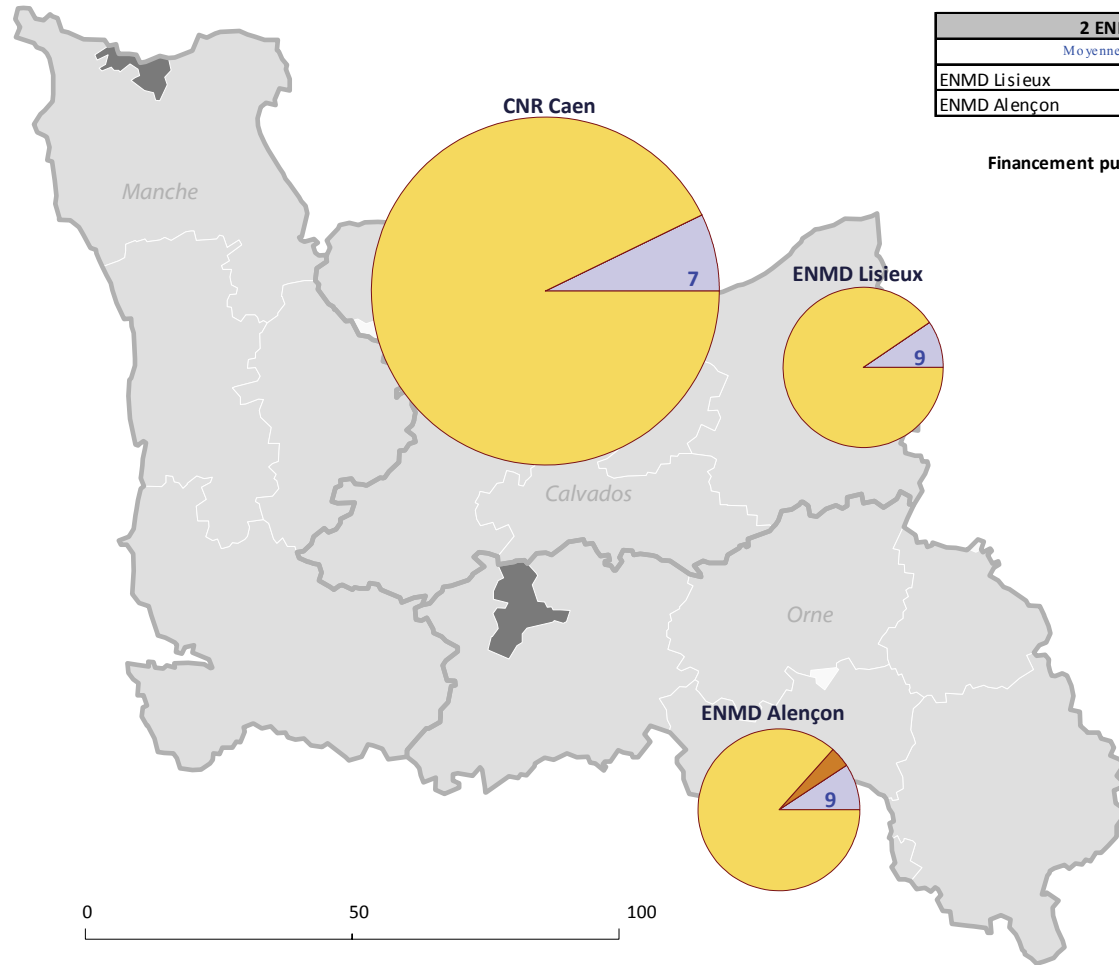 2 EN
Moyenne
ENMD Lisieux
ENMD Alençon
Financement pu
CNR Caen
Manche
7
ENMD Lisieux
9
Calvados
Orne
ENMD Alençon
9
0 50 100